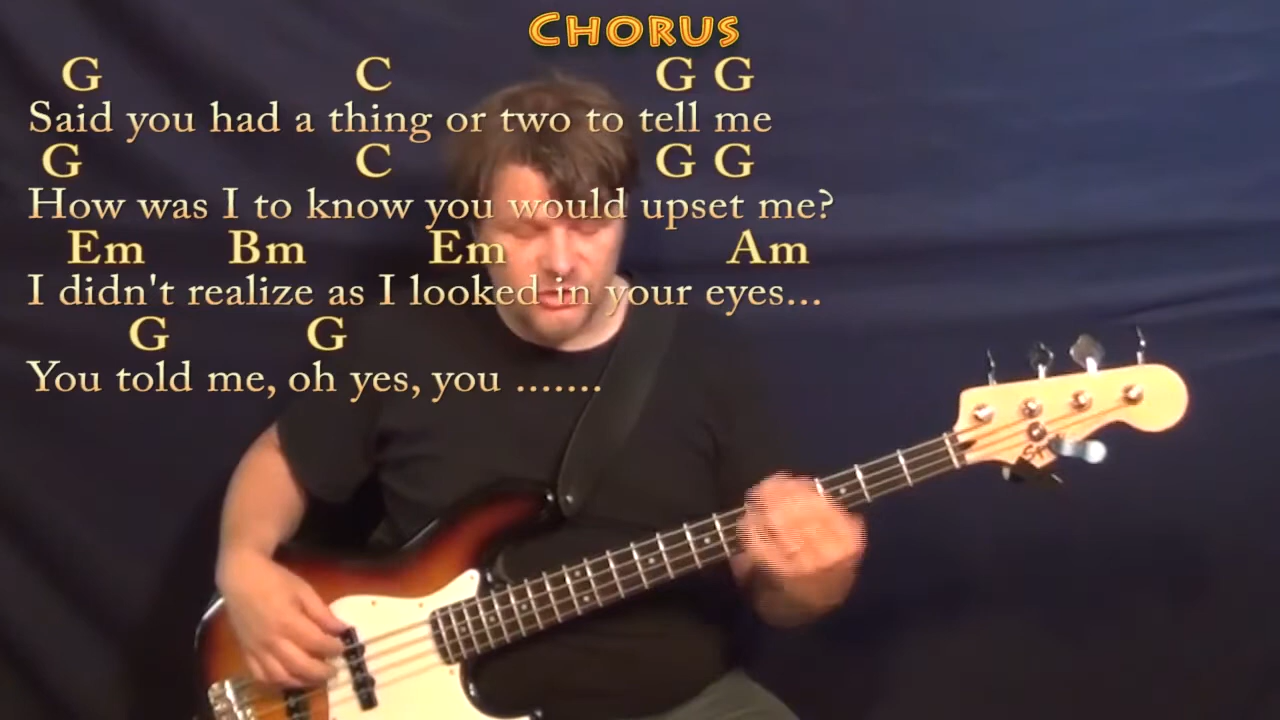 CHORUS
G C G G
Said you had a thing or two to tell me
G C G G
How was I to know you would upset me?
Em Bm Em Am
I didn't realize as I looked in your eyes...
G G
You told me, oh yes, you .......